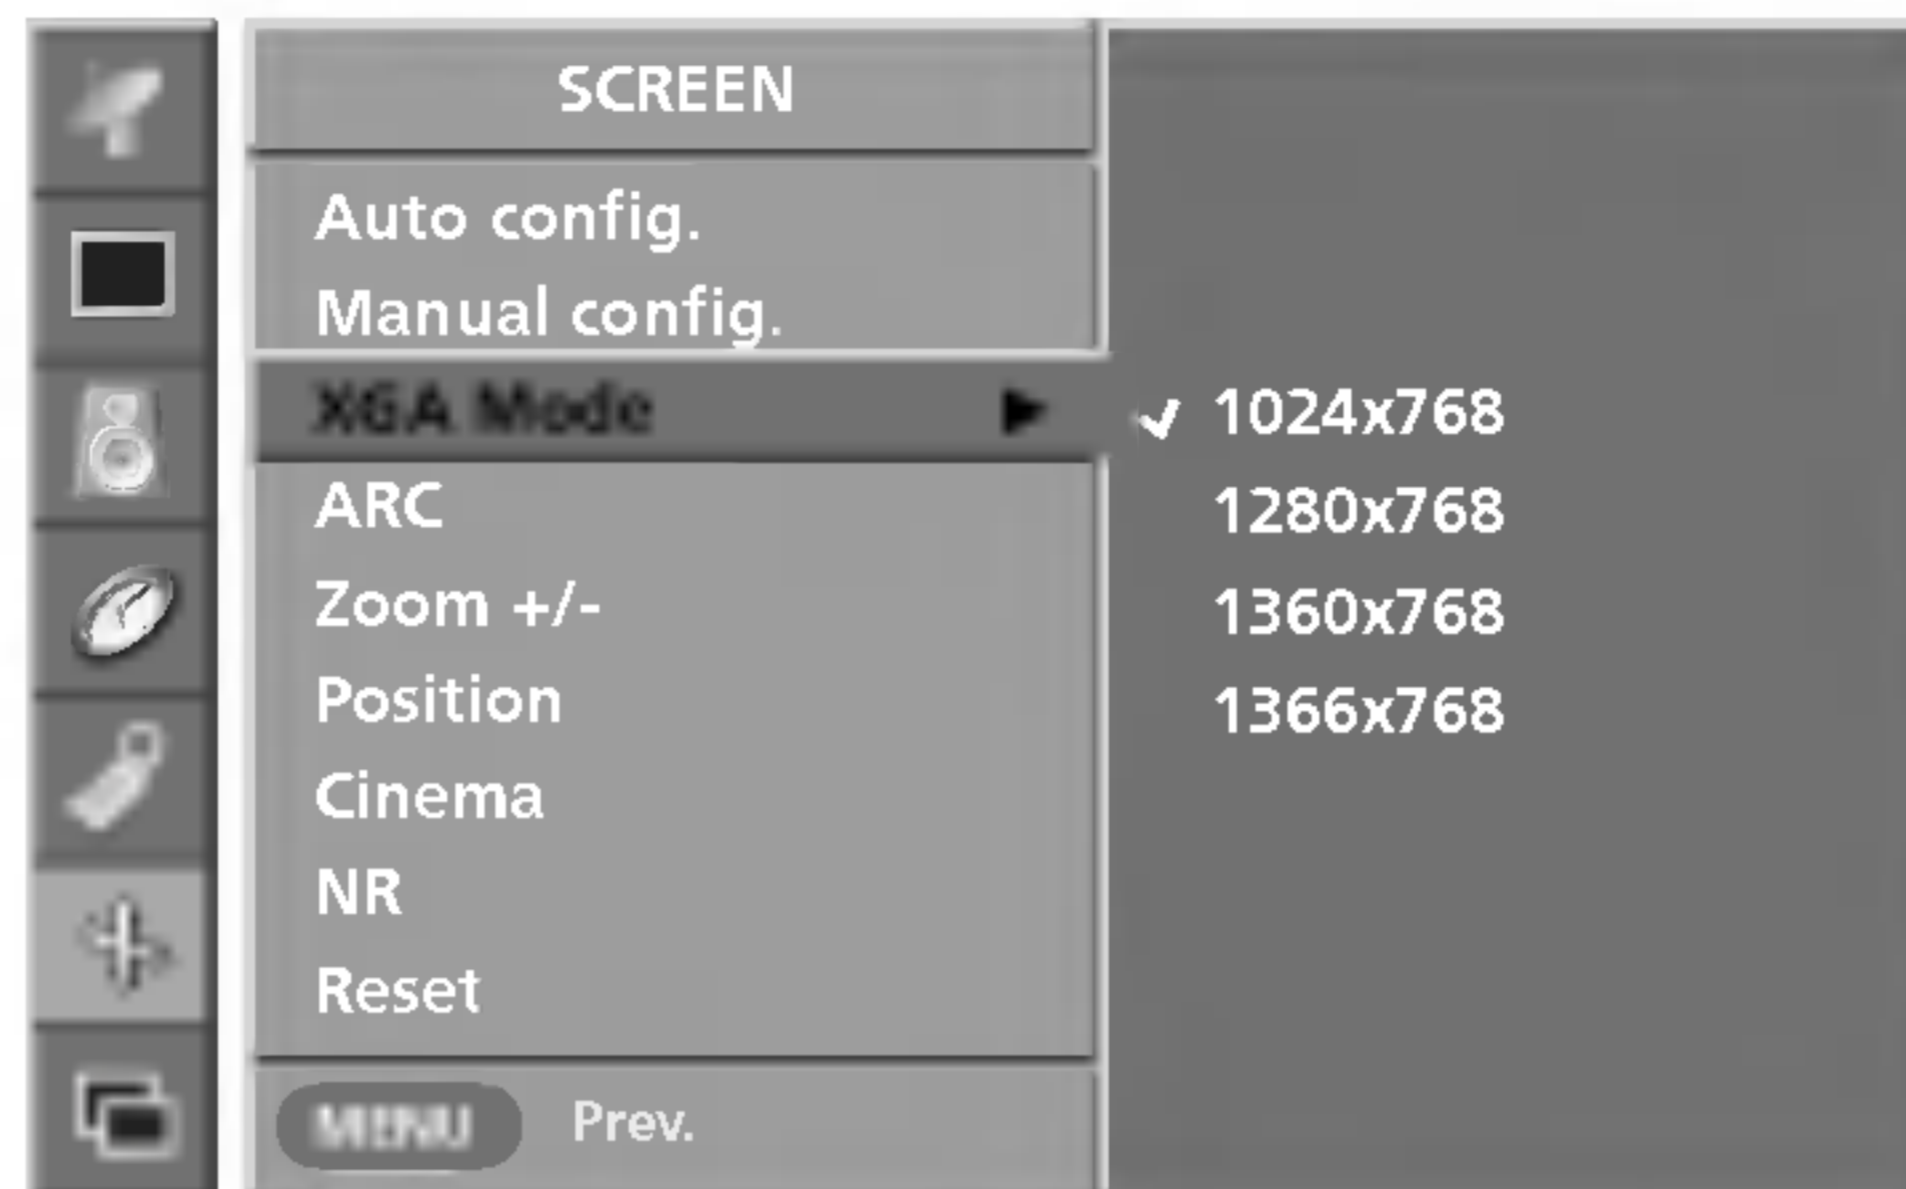 SCREEN
Auto config.
Manual config.
XGA Mode
ARC
Zoom +/-
Position
Cinema
NR
Reset
MENU Prev.
1024x768
1280x768
1360x768
1366x768